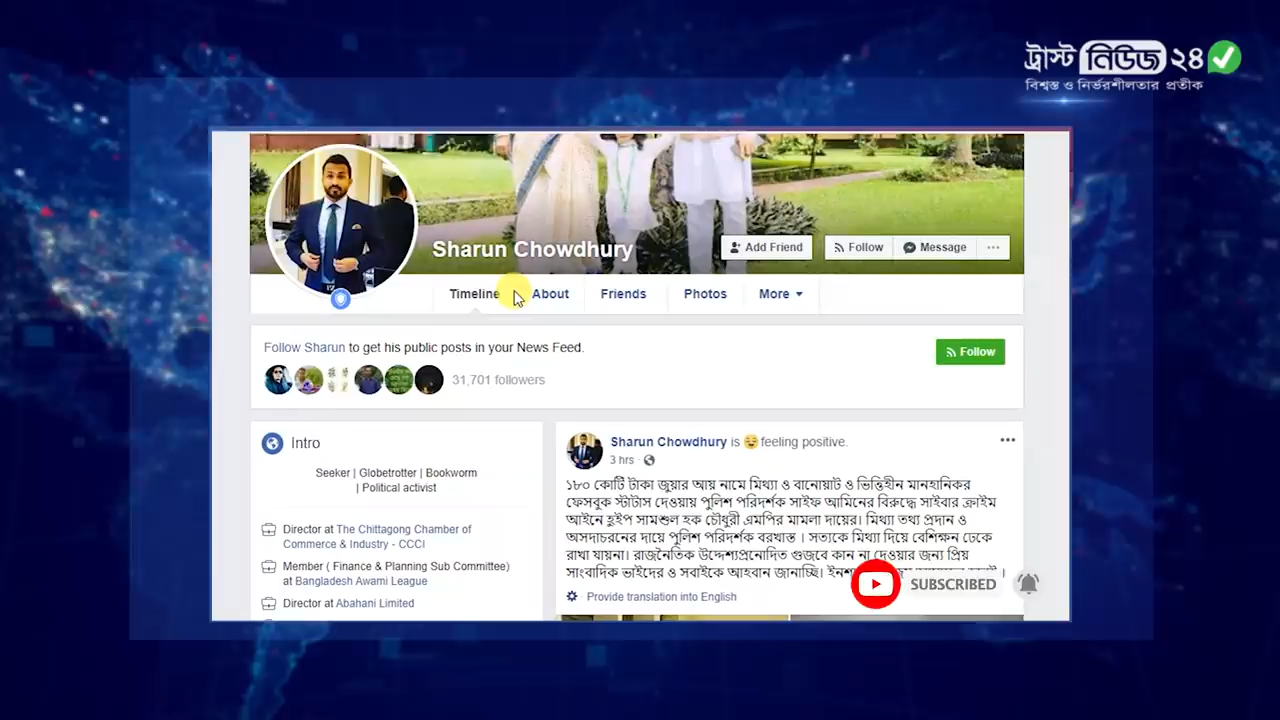 ট্রাস্ট নিউজ ২৪
বিশ্বস্ত ও নির্ভরশীলতার প্রতীক
Sharun Chowdhury
Add Friend
Follow
Message
Timeline
About
Friends
Photos
More
Follow Sharun to get his public posts in your News Feed.
Follow
31,701 followers
Intro
Seeker | Globetrotter | Bookworm
| Political activist
Director at The Chittagong Chamber of
Commerce & Industry - CCCI
Member ( Finance & Planning Sub Committee)
at Bangladesh Awami League
Director at Abahani Limited
Sharun Chowdhury is feeling positive.
3 hrs
১৮০ কোটি টাকা জুয়ার আয় নামে মিথ্যা ও বানোয়াট ও ভিত্তিহীন মানহানিকর
ফেসবুক স্টাটাস দেওয়ায় পুলিশ পরিদর্শক সাইফ আমিনের বিরুদ্ধে সাইবার ক্রাইম
আইনে হুইপ সামশুল হক চৌধুরী এমপির মামলা দায়ের। মিথ্যা তথ্য প্রদান ও
অসদাচরনের দায়ে পুলিশ পরিদর্শক বরখাস্ত । সত্যকে মিথ্যা দিয়ে বেশিক্ষন ঢেকে
রাখা যায়না। রাজনৈতিক উদ্দেশ্যপ্রনোদিত গুজবে কান না দেওয়ার জন্য প্রিয়
সাংবাদিক ভাইদের ও সবাইকে আহবান জানাচ্ছি।
Provide translation into English
SUBSCRIBED